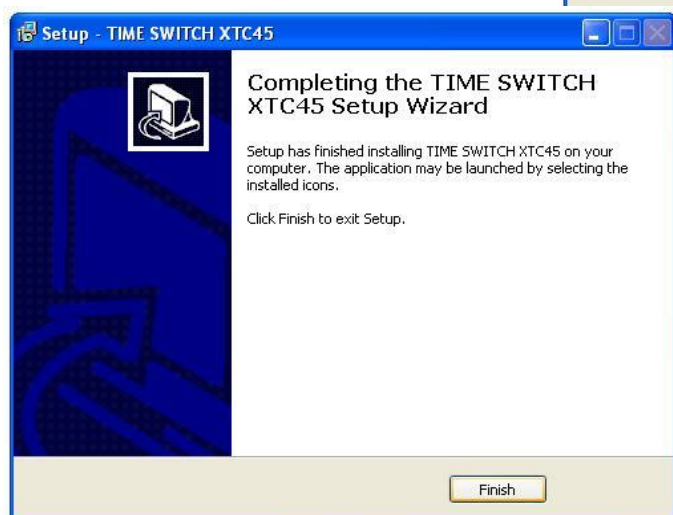 Setup - TIME SWITCH XTC45
Completing the TIME SWITCH
XTC45 Setup Wizard
Setup has finished installing TIME SWITCH XTC45 on your
computer. The application may be launched by selecting the
installed icons.
Click Finish to exit Setup.
Finish